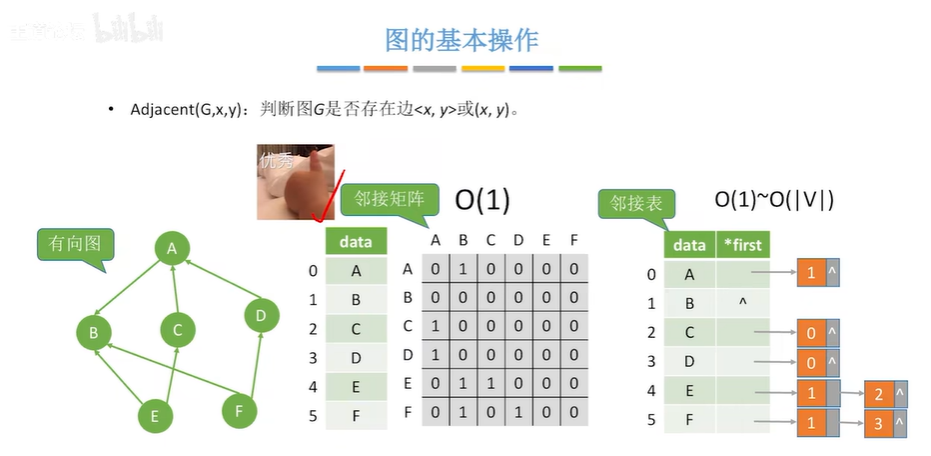 bilibili
图的基本操作
• Adjacent(G,x,y)：判断图G是否存在边<x, y>或(x, y)。
优秀
邻接矩阵
O(1)
邻接表
O(1)~O(|V|)
有向图
A
B
C
D
E
F
data
0 A
1 B
2 C
3 D
4 E
5 F
A B C D E F
A 0 1 0 0 0 0
B 0 0 0 0 0 0
C 1 0 0 0 0 0
D 1 0 0 0 0 0
E 0 1 1 0 0 0
F 0 1 0 1 0 0
data *first
0 A 1 ^
1 B ^
2 C 0 ^
3 D 0 ^
4 E 1 2 ^
5 F 1 3 ^